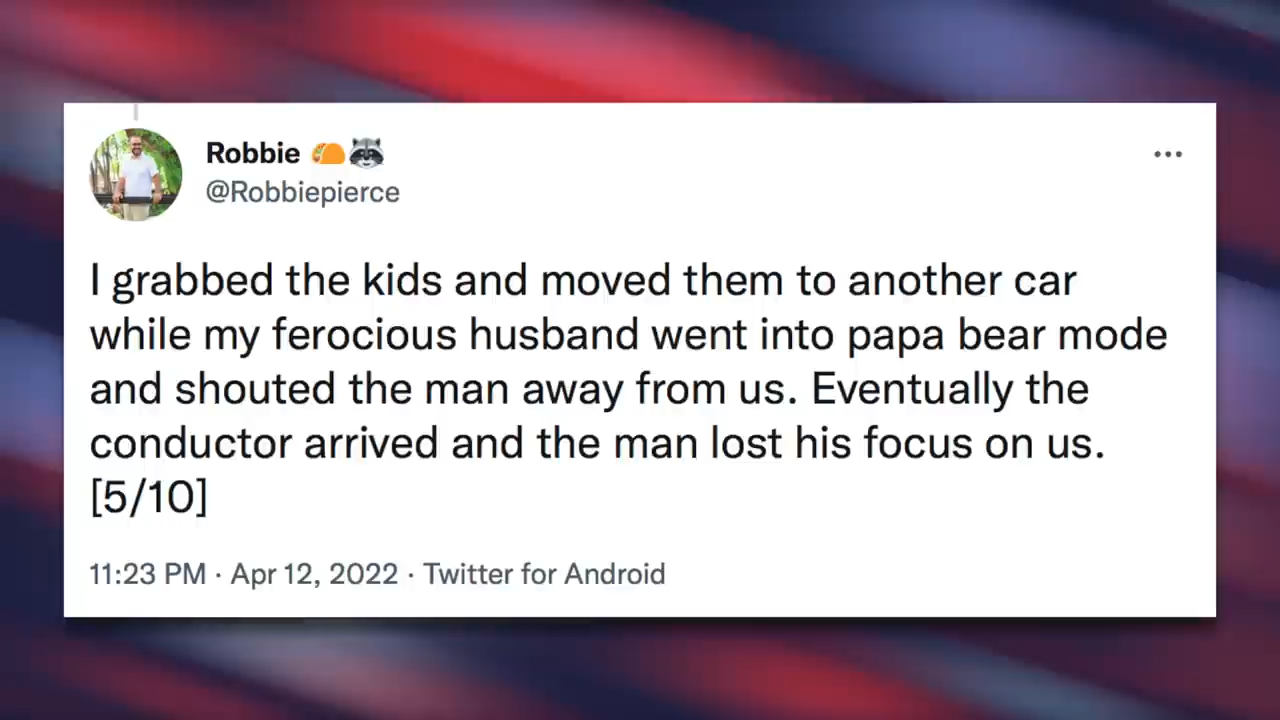 Robbie 🌮🦝
@Robbiepierce
I grabbed the kids and moved them to another car
while my ferocious husband went into papa bear mode
and shouted the man away from us. Eventually the
conductor arrived and the man lost his focus on us.
[5/10]
11:23 PM · Apr 12, 2022 · Twitter for Android